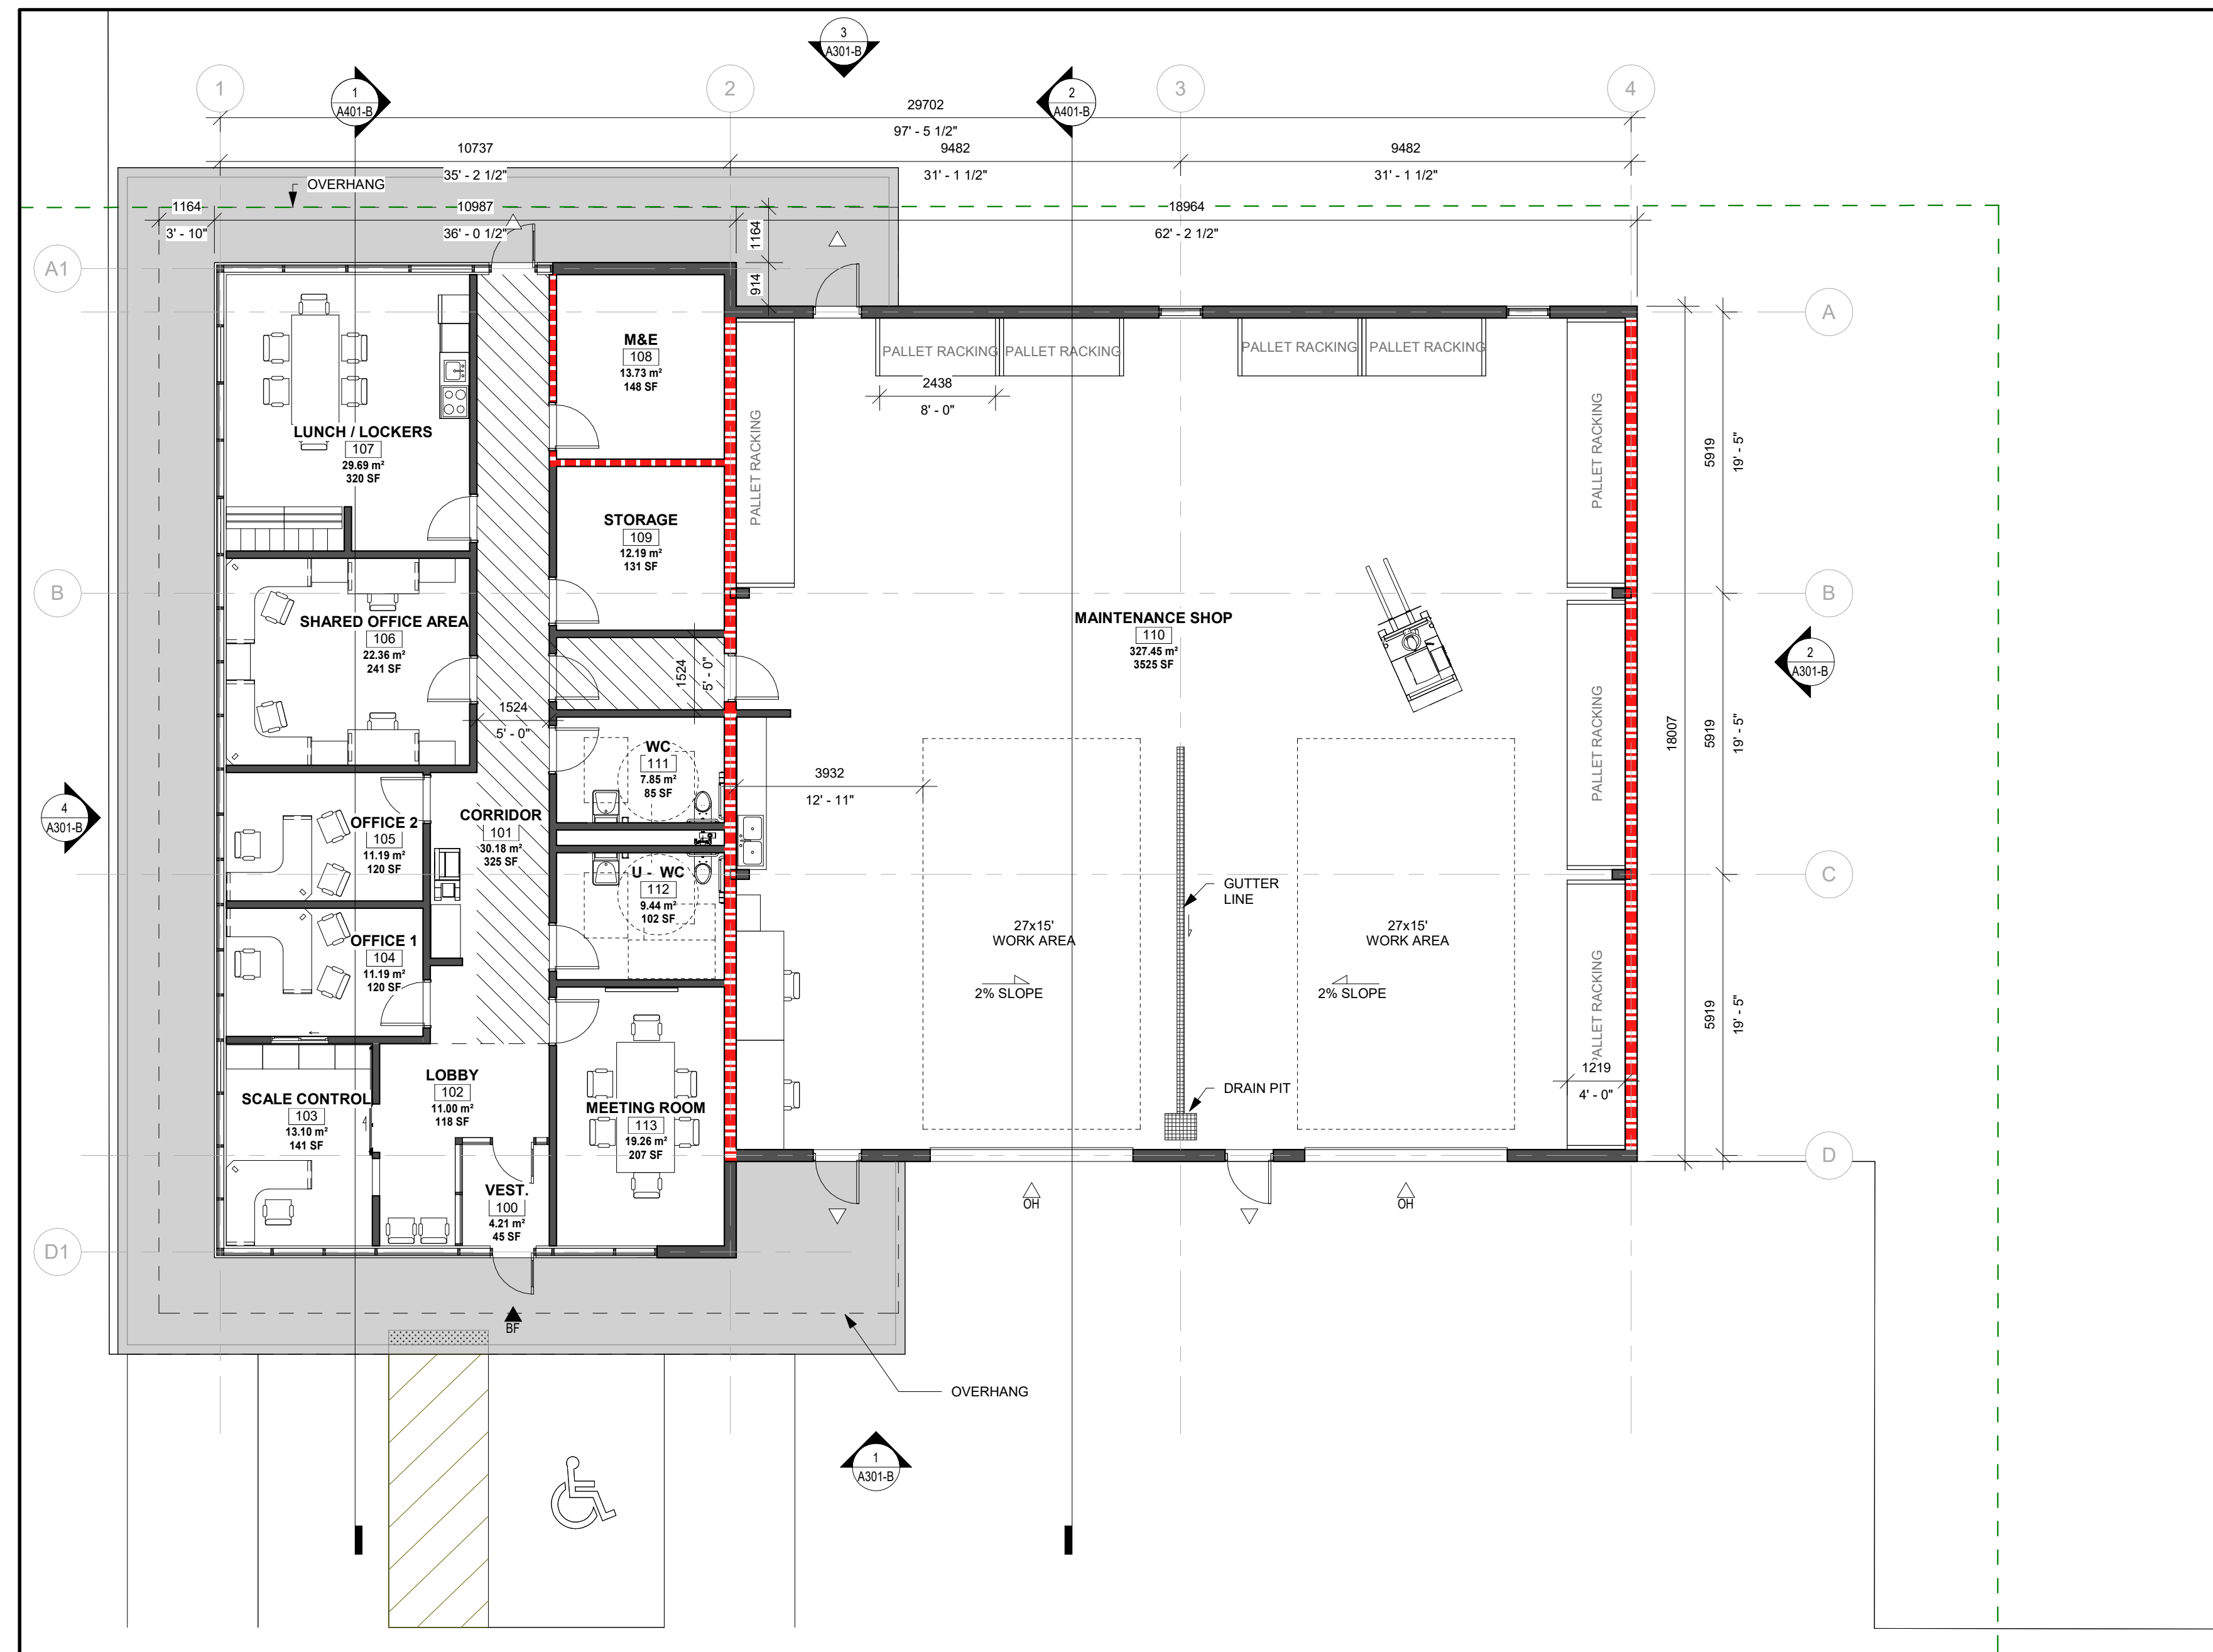 3
A301-B
1
2
3
4
1
A401-B
2
A401-B
29702
97' - 5 1/2"
10737
35' - 2 1/2"
9482
31' - 1 1/2"
9482
31' - 1 1/2"
OVERHANG
1164
3' - 10"
10987
36' - 0 1/2"
1164
914
18964
62' - 2 1/2"
A1
A
M&E
108
13.73 m²
148 SF
PALLET RACKING
PALLET RACKING
PALLET RACKING
PALLET RACKING
2438
8' - 0"
PALLET RACKING
PALLET RACKING
5919
19' - 5"
LUNCH / LOCKERS
107
29.69 m²
320 SF
STORAGE
109
12.19 m²
131 SF
B
B
SHARED OFFICE AREA
106
22.36 m²
241 SF
1524
5' - 0"
MAINTENANCE SHOP
110
327.45 m²
3525 SF
2
A301-B
1524
5' - 0"
WC
111
7.85 m²
85 SF
3932
12' - 11"
PALLET RACKING
18007
5919
19' - 5"
4
A301-B
OFFICE 2
105
11.19 m²
120 SF
CORRIDOR
101
30.18 m²
325 SF
U - WC
112
9.44 m²
102 SF
C
GUTTER
LINE
OFFICE 1
104
11.19 m²
120 SF
27x15'
WORK AREA
2% SLOPE
27x15'
WORK AREA
2% SLOPE
PALLET RACKING
5919
19' - 5"
SCALE CONTROL
103
13.10 m²
141 SF
LOBBY
102
11.00 m²
118 SF
MEETING ROOM
113
19.26 m²
207 SF
DRAIN PIT
1219
4' - 0"
D
VEST.
100
4.21 m²
45 SF
OH
OH
D1
BF
OVERHANG
1
A301-B